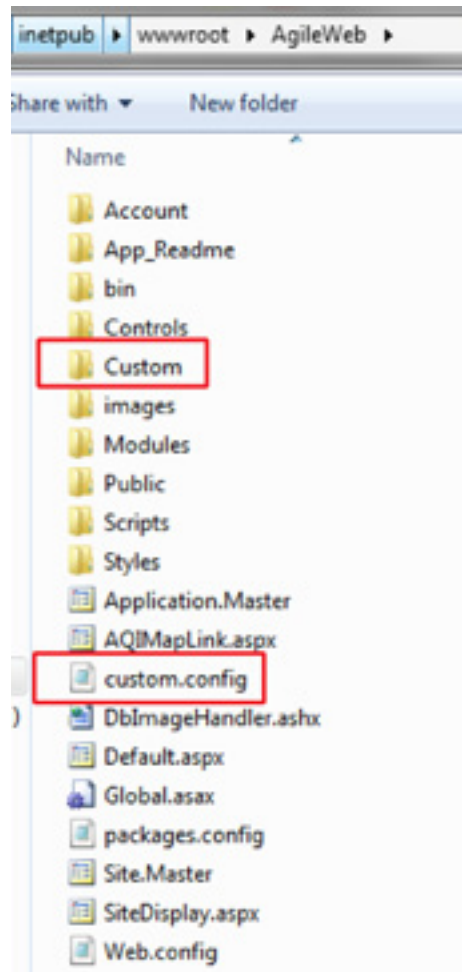 inetpub wwwroot AgileWeb
Share with New folder
Name
Account
App_Readme
bin
Controls
Custom
images
Modules
Public
Scripts
Styles
Application.Master
AQIMapLink.aspx
custom.config
DbImageHandler.ashx
Default.aspx
Global.asax
packages.config
Site.Master
SiteDisplay.aspx
Web.config